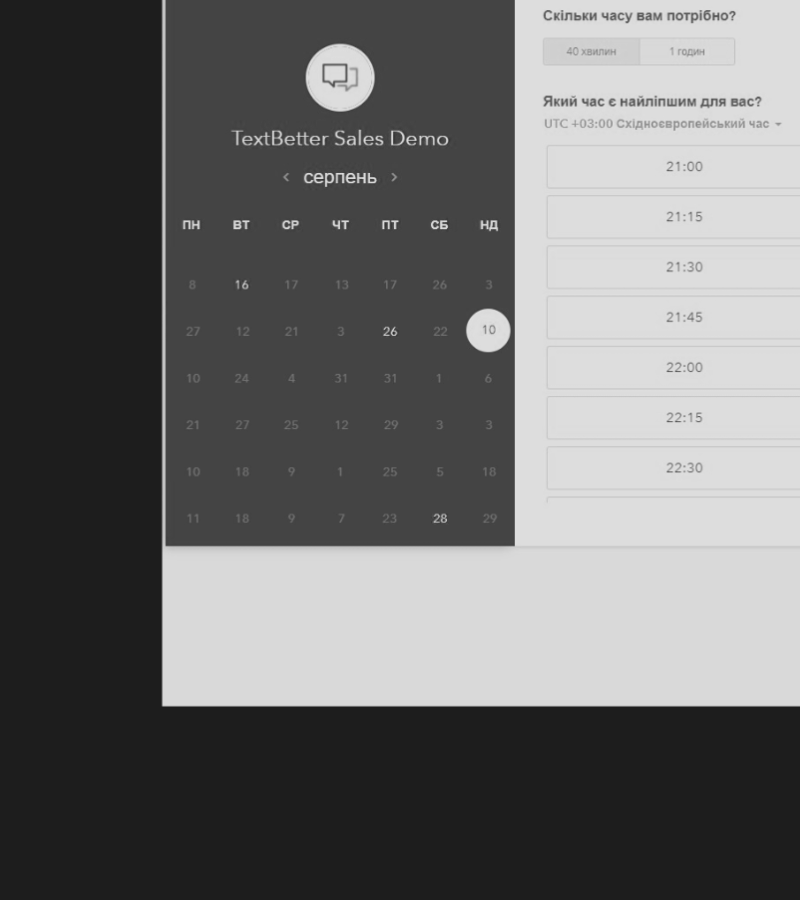 TextBetter Sales Demo
серпень
ПН ВТ СР ЧТ ПТ СБ НД
8 16 17 13 17 26 3
27 12 21 3 26 22 10
10 24 4 31 31 1 6
21 27 25 12 29 3 3
10 18 9 1 25 5 18
11 18 9 7 23 28 29
Скільки часу вам потрібно?
40 хвилин 1 годин
Який час є найліпшим для вас?
UTC +03:00 Східноєвропейський час
21:00
21:15
21:30
21:45
22:00
22:15
22:30